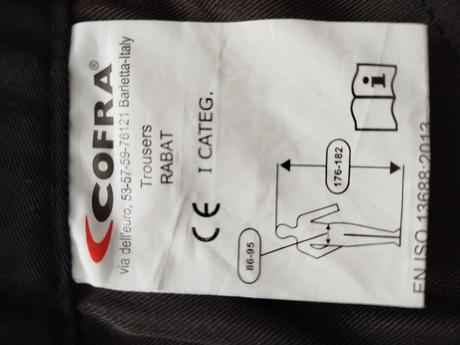 COFRA®
via dell'euro, 53-57-59-76121 Barletta-Italy
Trousers
RABAT
CE I CATEG.
i
176-182
86-95
EN ISO 13688:2013